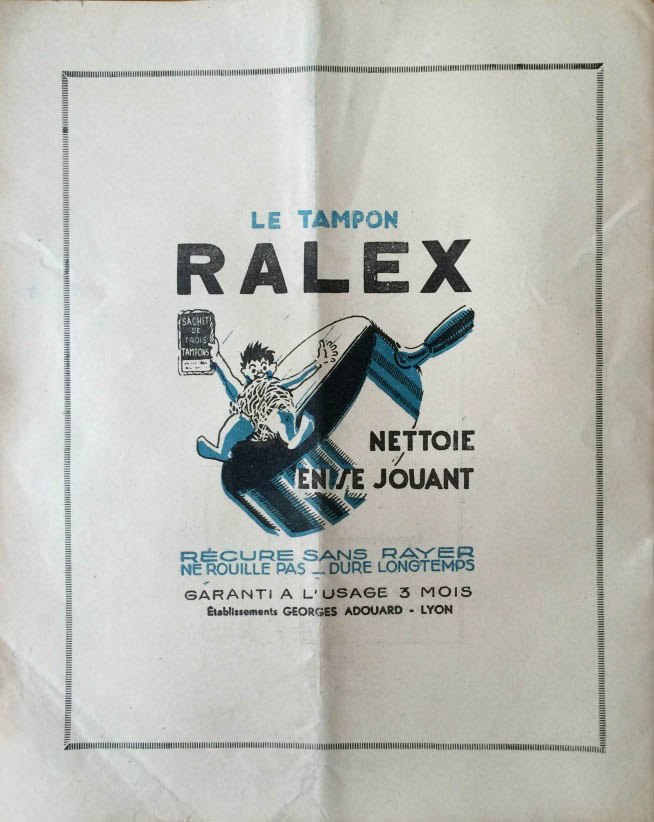 LE TAMPON
RALEX
SACHET
DE
TROIS
TAMPONS
NETTOIE
EN SE JOUANT
RÉCURE SANS RAYER
NE ROUILLE PAS _ DURE LONGTEMPS
GARANTI A L'USAGE 3 MOIS
Établissements GEORGES ADOUARD - LYON